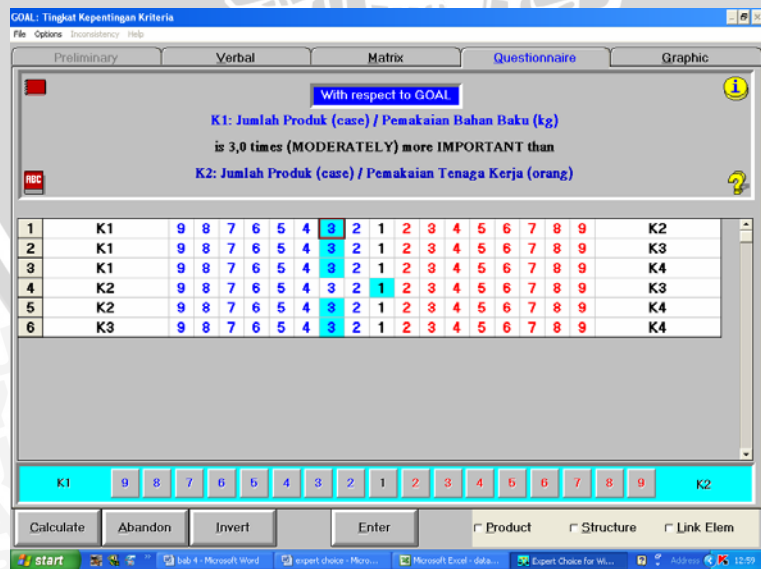 GOAL: Tingkat Kepentingan Kriteria
File Options Inconsistency Help
Preliminary Verbal Matrix Questionnaire Graphic
With respect to GOAL
K1: Jumlah Produk (case) / Pemakaian Bahan Baku (kg)
is 3,0 times (MODERATELY) more IMPORTANT than
K2: Jumlah Produk (case) / Pemakaian Tenaga Kerja (orang)
ABC
1 K1 9 8 7 6 5 4 3 2 1 2 3 4 5 6 7 8 9 K2
2 K1 9 8 7 6 5 4 3 2 1 2 3 4 5 6 7 8 9 K3
3 K1 9 8 7 6 5 4 3 2 1 2 3 4 5 6 7 8 9 K4
4 K2 9 8 7 6 5 4 3 2 1 2 3 4 5 6 7 8 9 K3
5 K2 9 8 7 6 5 4 3 2 1 2 3 4 5 6 7 8 9 K4
6 K3 9 8 7 6 5 4 3 2 1 2 3 4 5 6 7 8 9 K4
K1 9 8 7 6 5 4 3 2 1 2 3 4 5 6 7 8 9 K2
Calculate Abandon Invert Enter Product Structure Link Elem
start bab 4 - Microsoft Word expert choice - Micro... Microsoft Excel - data... Expert Choice for Wi... Address 12:59